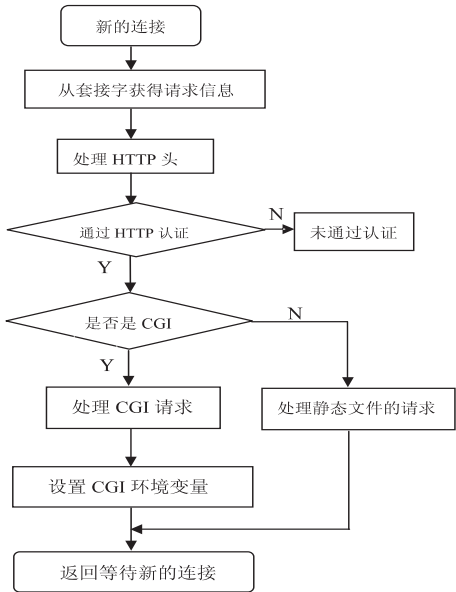 新的连接
从套接字获得请求信息
处理 HTTP 头
通过 HTTP 认证
N
未通过认证
Y
是否是 CGI
N
Y
处理 CGI 请求
处理静态文件的请求
设置 CGI 环境变量
返回等待新的连接